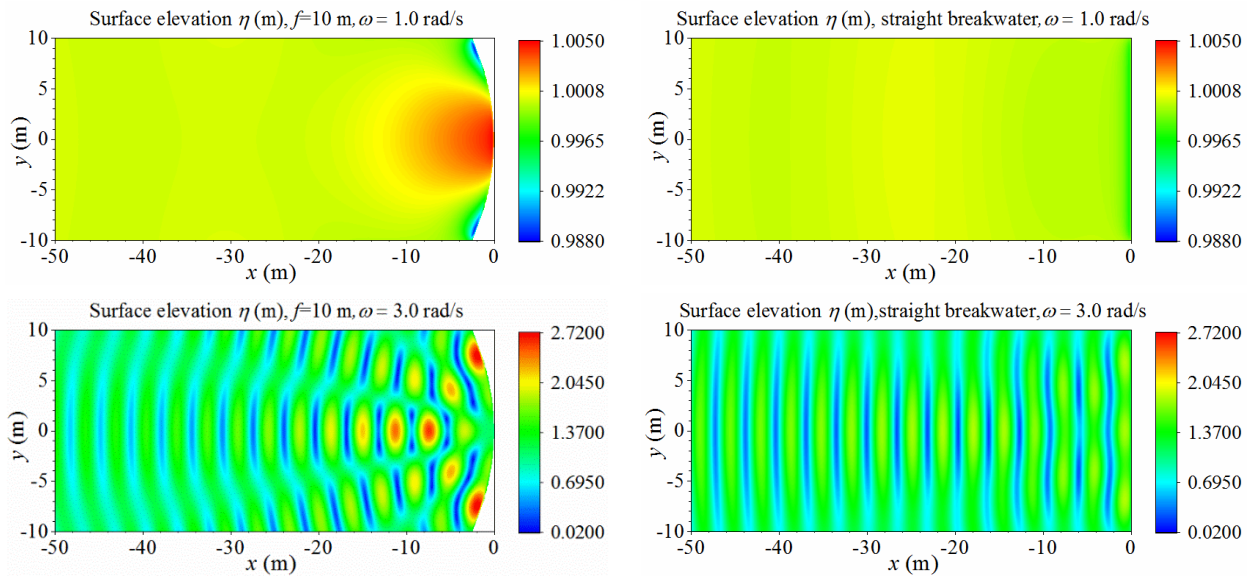 Surface elevation η (m), f=10 m, ω = 1.0 rad/s
10
5
0
-5
-10
y (m)
-50 -40 -30 -20 -10 0
x (m)
1.0050
1.0008
0.9965
0.9922
0.9880
Surface elevation η (m), straight breakwater, ω = 1.0 rad/s
10
5
0
-5
-10
y (m)
-50 -40 -30 -20 -10 0
x (m)
1.0050
1.0008
0.9965
0.9922
0.9880
Surface elevation η (m), f=10 m, ω = 3.0 rad/s
10
5
0
-5
-10
y (m)
-50 -40 -30 -20 -10 0
x (m)
2.7200
2.0450
1.3700
0.6950
0.0200
Surface elevation η (m),straight breakwater, ω = 3.0 rad/s
10
5
0
-5
-10
y (m)
-50 -40 -30 -20 -10 0
x (m)
2.7200
2.0450
1.3700
0.6950
0.0200